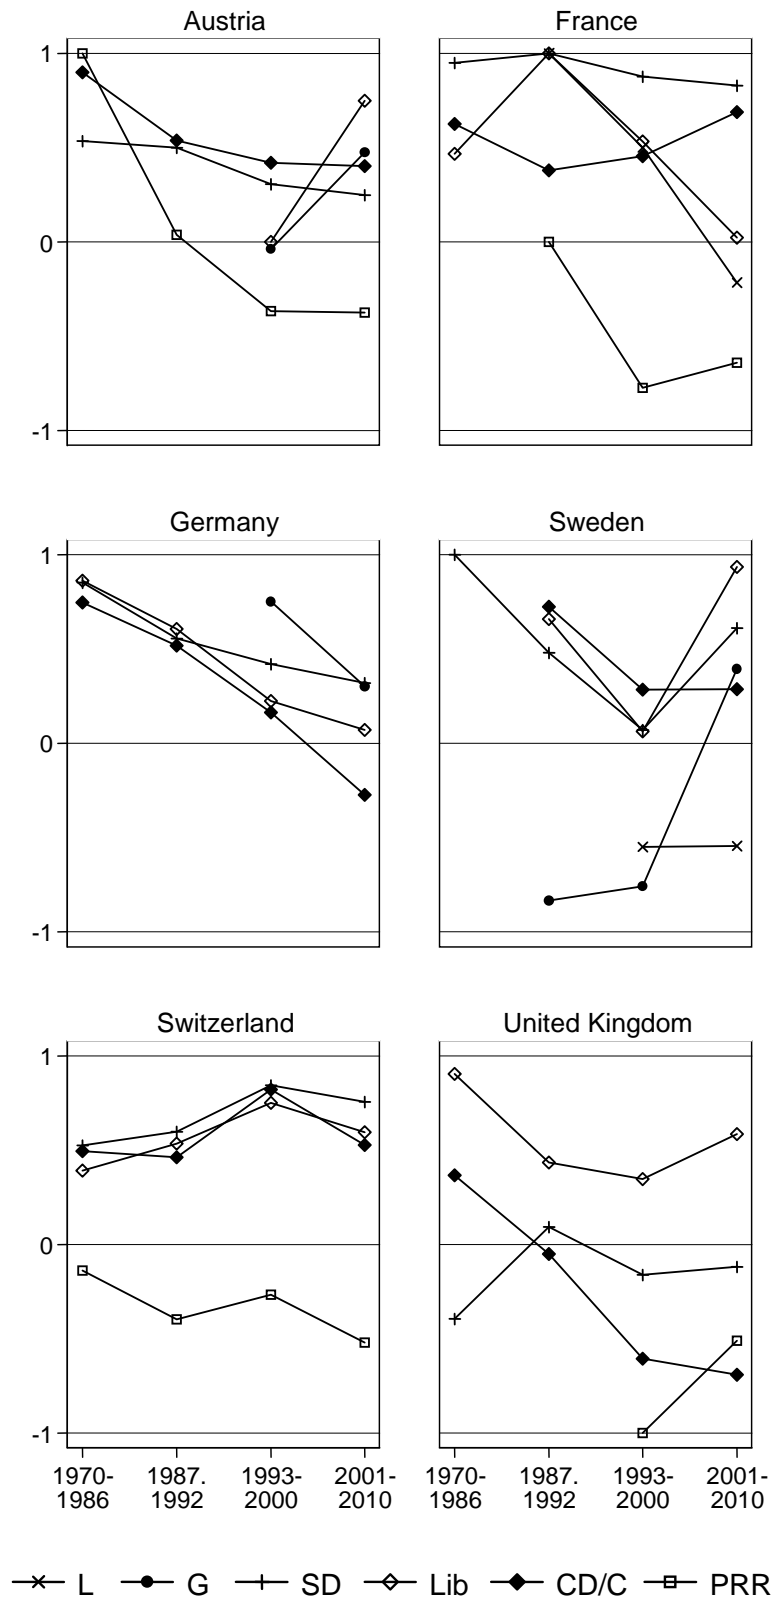 Austria France
1
0
-1
Germany Sweden
1
0
-1
Switzerland United Kingdom
1
0
-1
1970- 1987. 1993- 2001- 1970- 1987. 1993- 2001-
1986 1992 2000 2010 1986 1992 2000 2010
L G SD Lib CD/C PRR